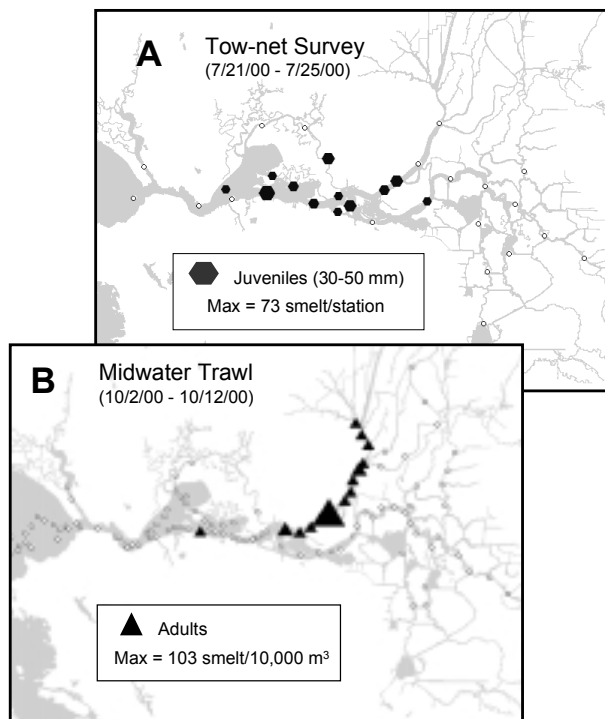 A
Tow-net Survey
(7/21/00 - 7/25/00)
Juveniles (30-50 mm)
Max = 73 smelt/station
B
Midwater Trawl
(10/2/00 - 10/12/00)
Adults
Max = 103 smelt/10,000 m³